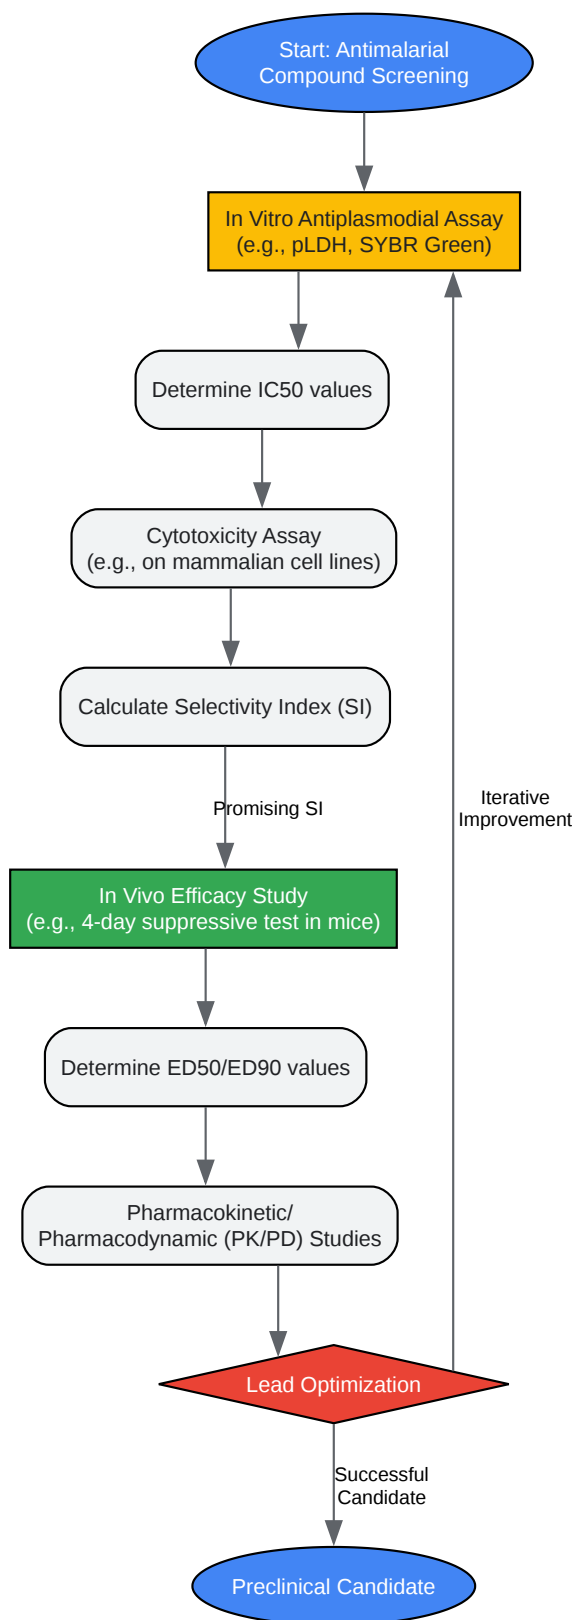 Start: Antimalarial
Compound Screening
In Vitro Antiplasmodial Assay
(e.g., pLDH, SYBR Green)
Determine IC50 values
Cytotoxicity Assay
(e.g., on mammalian cell lines)
Calculate Selectivity Index (SI)
Promising SI
Iterative
Improvement
In Vivo Efficacy Study
(e.g., 4-day suppressive test in mice)
Determine ED50/ED90 values
Pharmacokinetic/
Pharmacodynamic (PK/PD) Studies
Lead Optimization
Successful
Candidate
Preclinical Candidate